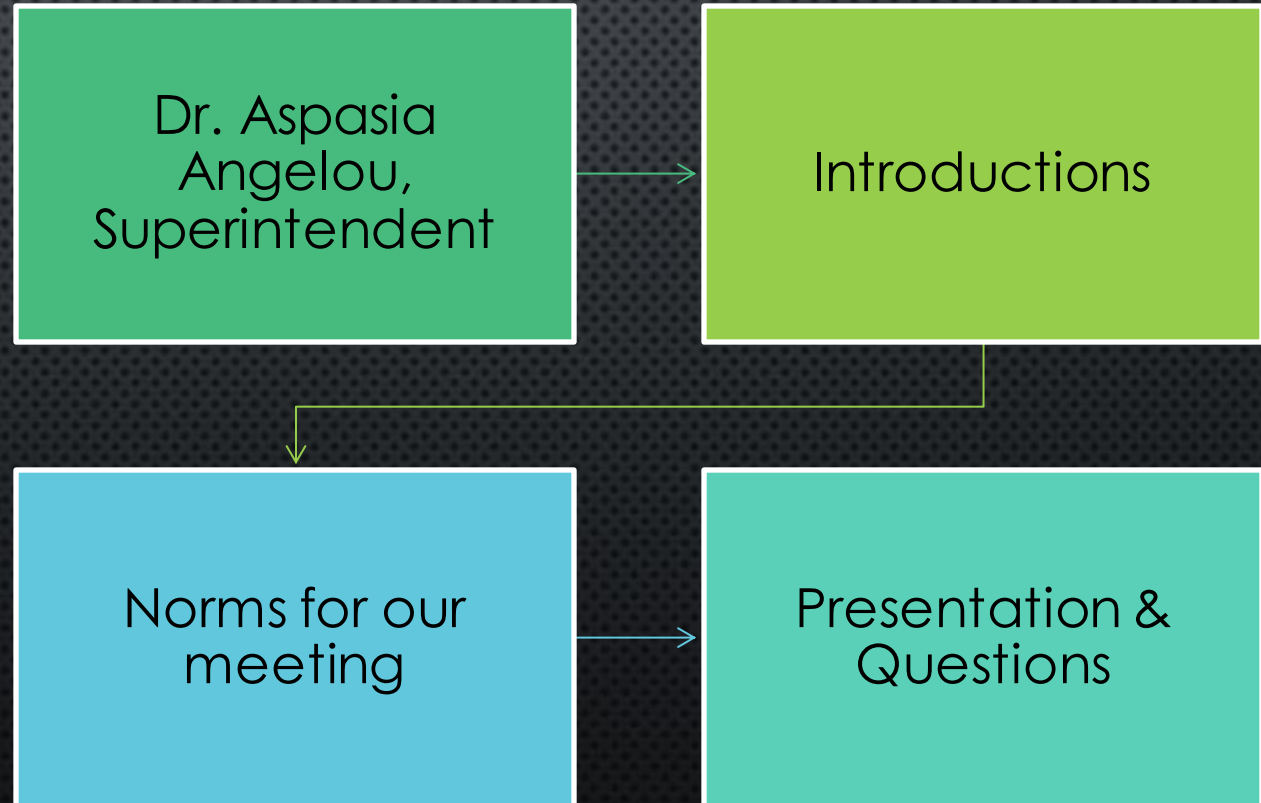 Dr. Aspasia
Angelou,
Superintendent
Introductions
Norms for our
meeting
Presentation &
Questions